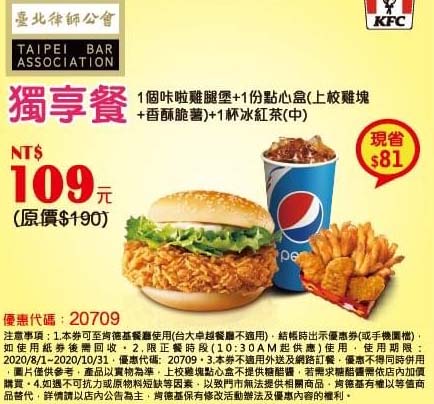 臺北律師公會
TAIPEI BAR
ASSOCIATION
KFC
獨享餐
1個咔啦雞腿堡+1份點心盒(上校雞塊
+香酥脆薯)+1杯冰紅茶(中)
現省
$81
NT$
109元
(原價$190)
pe
優惠代碼：20709
注意事項：1.本券可至肯德基餐廳使用(台大卓越餐廳不適用)，結帳時出示優惠券(或手機圖檔)，
如使用紙券後需回收。2.限正餐時段(10:30AM起供應)使用，使用期限：
2020/8/1~2020/10/31，優惠代碼: 20709。3.本券不適用外送及網路訂餐，優惠不得同時併用
，圖片僅供參考，產品以實物為準，上校雞塊點心盒不提供糖醋醬，若需求糖醋醬需依店內加價
購買。4.如遇不可抗力或原物料短缺等因素，以致門市無法提供相關商品，肯德基有權以等值商
品替代，詳情請以店內公告為主，肯德基保有修改活動辦法及優惠內容的權利。